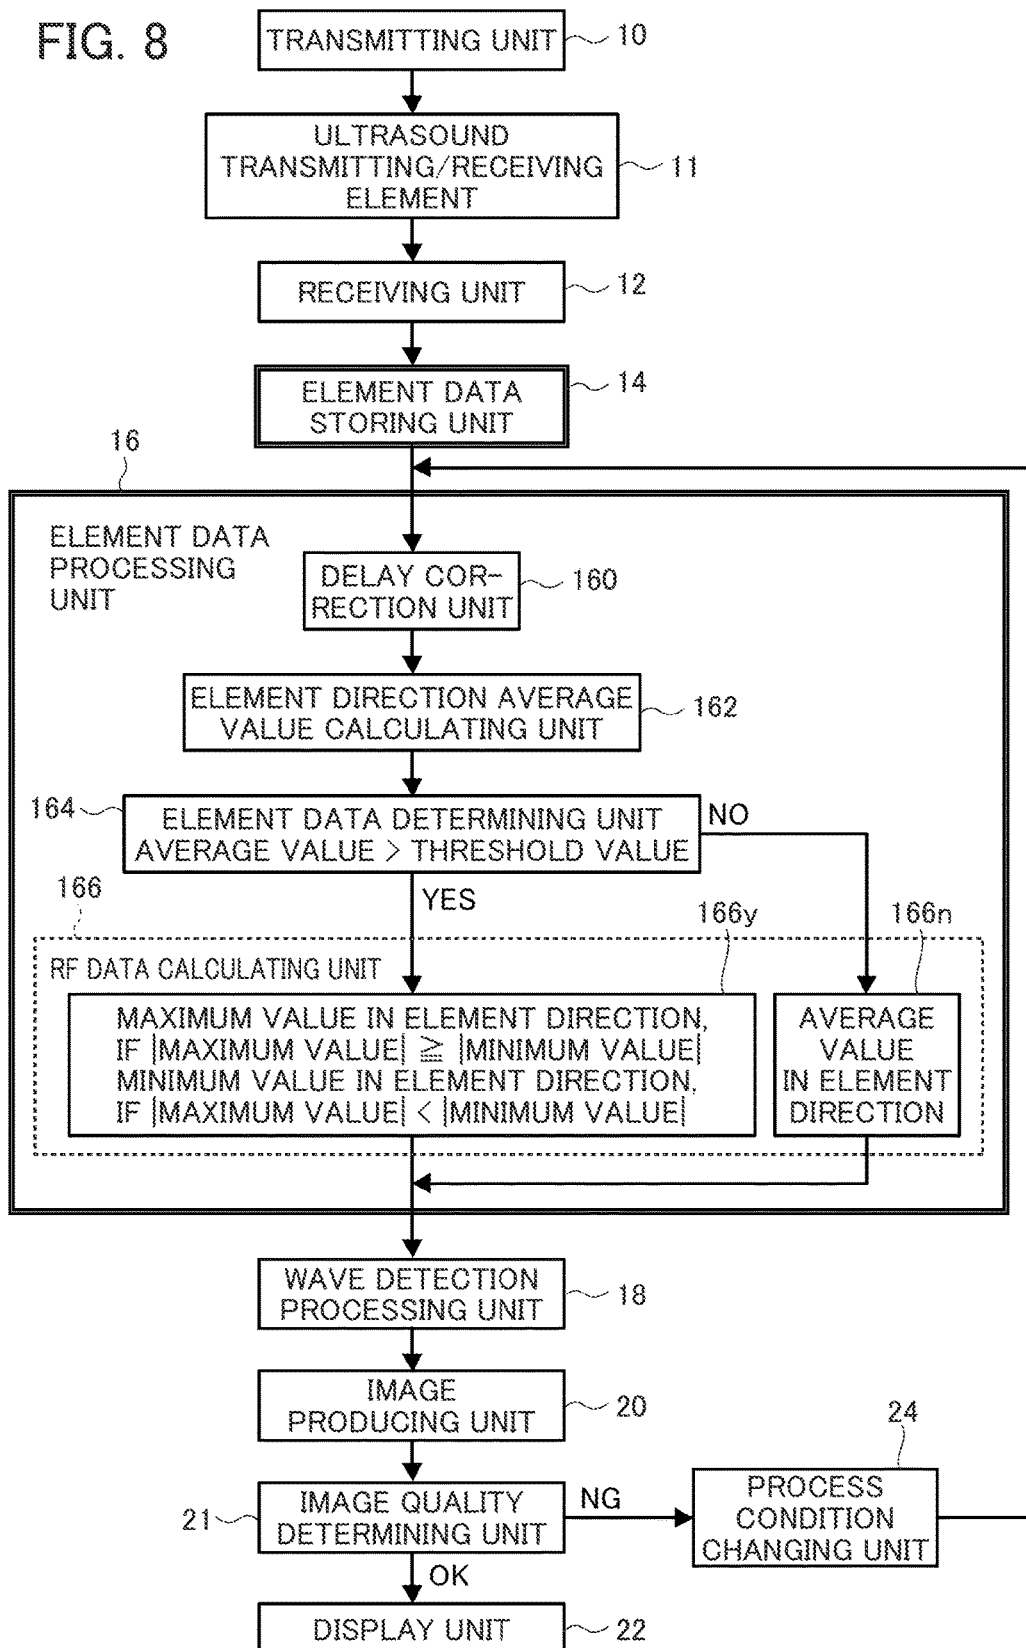 FIG. 8
TRANSMITTING UNIT
10
ULTRASOUND
TRANSMITTING/RECEIVING
ELEMENT
11
RECEIVING UNIT
12
ELEMENT DATA
STORING UNIT
14
16
ELEMENT DATA
PROCESSING
UNIT
DELAY COR-
RECTION UNIT
160
ELEMENT DIRECTION AVERAGE
VALUE CALCULATING UNIT
162
164
ELEMENT DATA DETERMINING UNIT
AVERAGE VALUE > THRESHOLD VALUE
NO
YES
166
166y
166n
RF DATA CALCULATING UNIT
MAXIMUM VALUE IN ELEMENT DIRECTION,
IF |MAXIMUM VALUE| ≧ |MINIMUM VALUE|
MINIMUM VALUE IN ELEMENT DIRECTION,
IF |MAXIMUM VALUE| < |MINIMUM VALUE|
AVERAGE
VALUE
IN ELEMENT
DIRECTION
WAVE DETECTION
PROCESSING UNIT
18
IMAGE
PRODUCING UNIT
20
24
21
IMAGE QUALITY
DETERMINING UNIT
NG
PROCESS
CONDITION
CHANGING UNIT
OK
DISPLAY UNIT
22